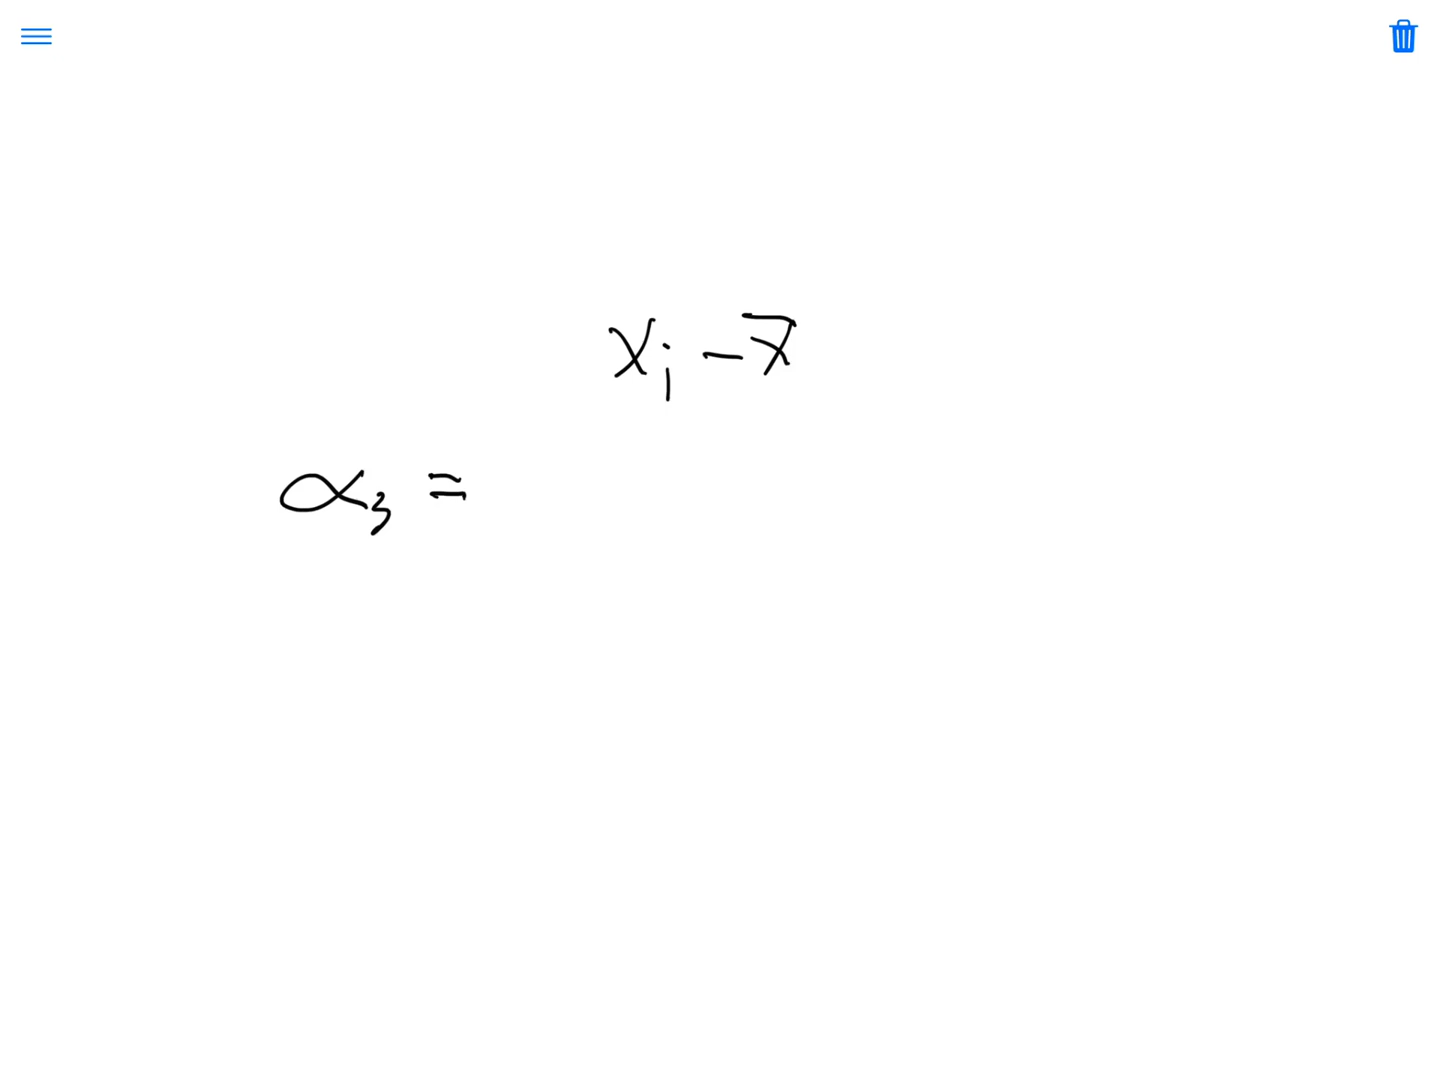 xᵢ − x̄
α₃ =